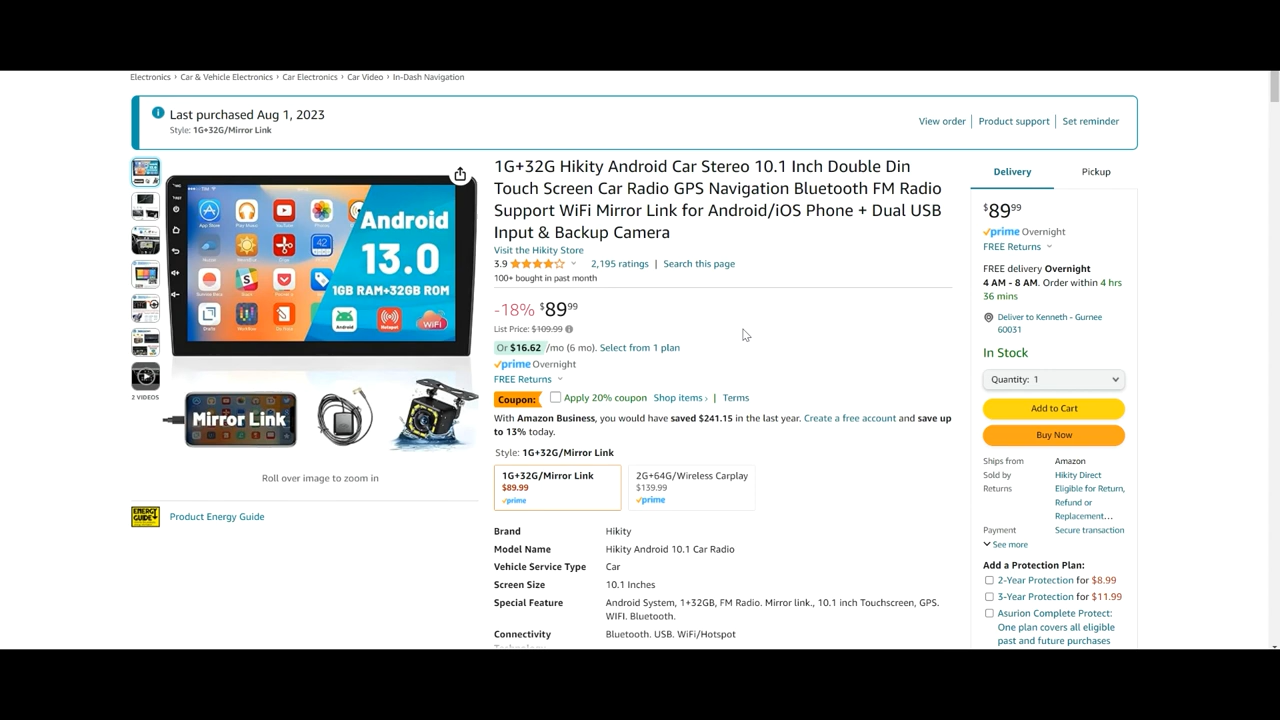 Electronics › Car & Vehicle Electronics › Car Electronics › Car Video › In-Dash Navigation
Last purchased Aug 1, 2023
Style: 1G+32G/Mirror Link
View order | Product support | Set reminder
Android
13.0
1GB RAM+32GB ROM
WiFi
Mirror Link
2 VIDEOS
Roll over image to zoom in
ENERGY GUIDE
Product Energy Guide
1G+32G Hikity Android Car Stereo 10.1 Inch Double Din
Touch Screen Car Radio GPS Navigation Bluetooth FM Radio
Support WiFi Mirror Link for Android/iOS Phone + Dual USB
Input & Backup Camera
Visit the Hikity Store
3.9 2,195 ratings | Search this page
100+ bought in past month
-18% $89 99
List Price: $109.99
Or $16.62 /mo (6 mo). Select from 1 plan
prime Overnight
FREE Returns
Coupon: Apply 20% coupon Shop items › | Terms
With Amazon Business, you would have saved $241.15 in the last year. Create a free account and save up
to 13% today.
Style: 1G+32G/Mirror Link
1G+32G/Mirror Link
$89.99
prime
2G+64G/Wireless Carplay
$139.99
prime
Brand Hikity
Model Name Hikity Android 10.1 Car Radio
Vehicle Service Type Car
Screen Size 10.1 Inches
Special Feature Android System, 1+32GB, FM Radio. Mirror link., 10.1 inch Touchscreen, GPS.
WIFI. Bluetooth.
Connectivity Bluetooth. USB. WiFi/Hotspot
Technology
Delivery Pickup
$89 99
prime Overnight
FREE Returns
FREE delivery Overnight
4 AM - 8 AM. Order within 4 hrs
36 mins
Deliver to Kenneth - Gurnee
60031
In Stock
Quantity: 1
Add to Cart
Buy Now
Ships from Amazon
Sold by Hikity Direct
Returns Eligible for Return,
Refund or
Replacement…
Payment Secure transaction
See more
Add a Protection Plan:
2-Year Protection for $8.99
3-Year Protection for $11.99
Asurion Complete Protect:
One plan covers all eligible
past and future purchases